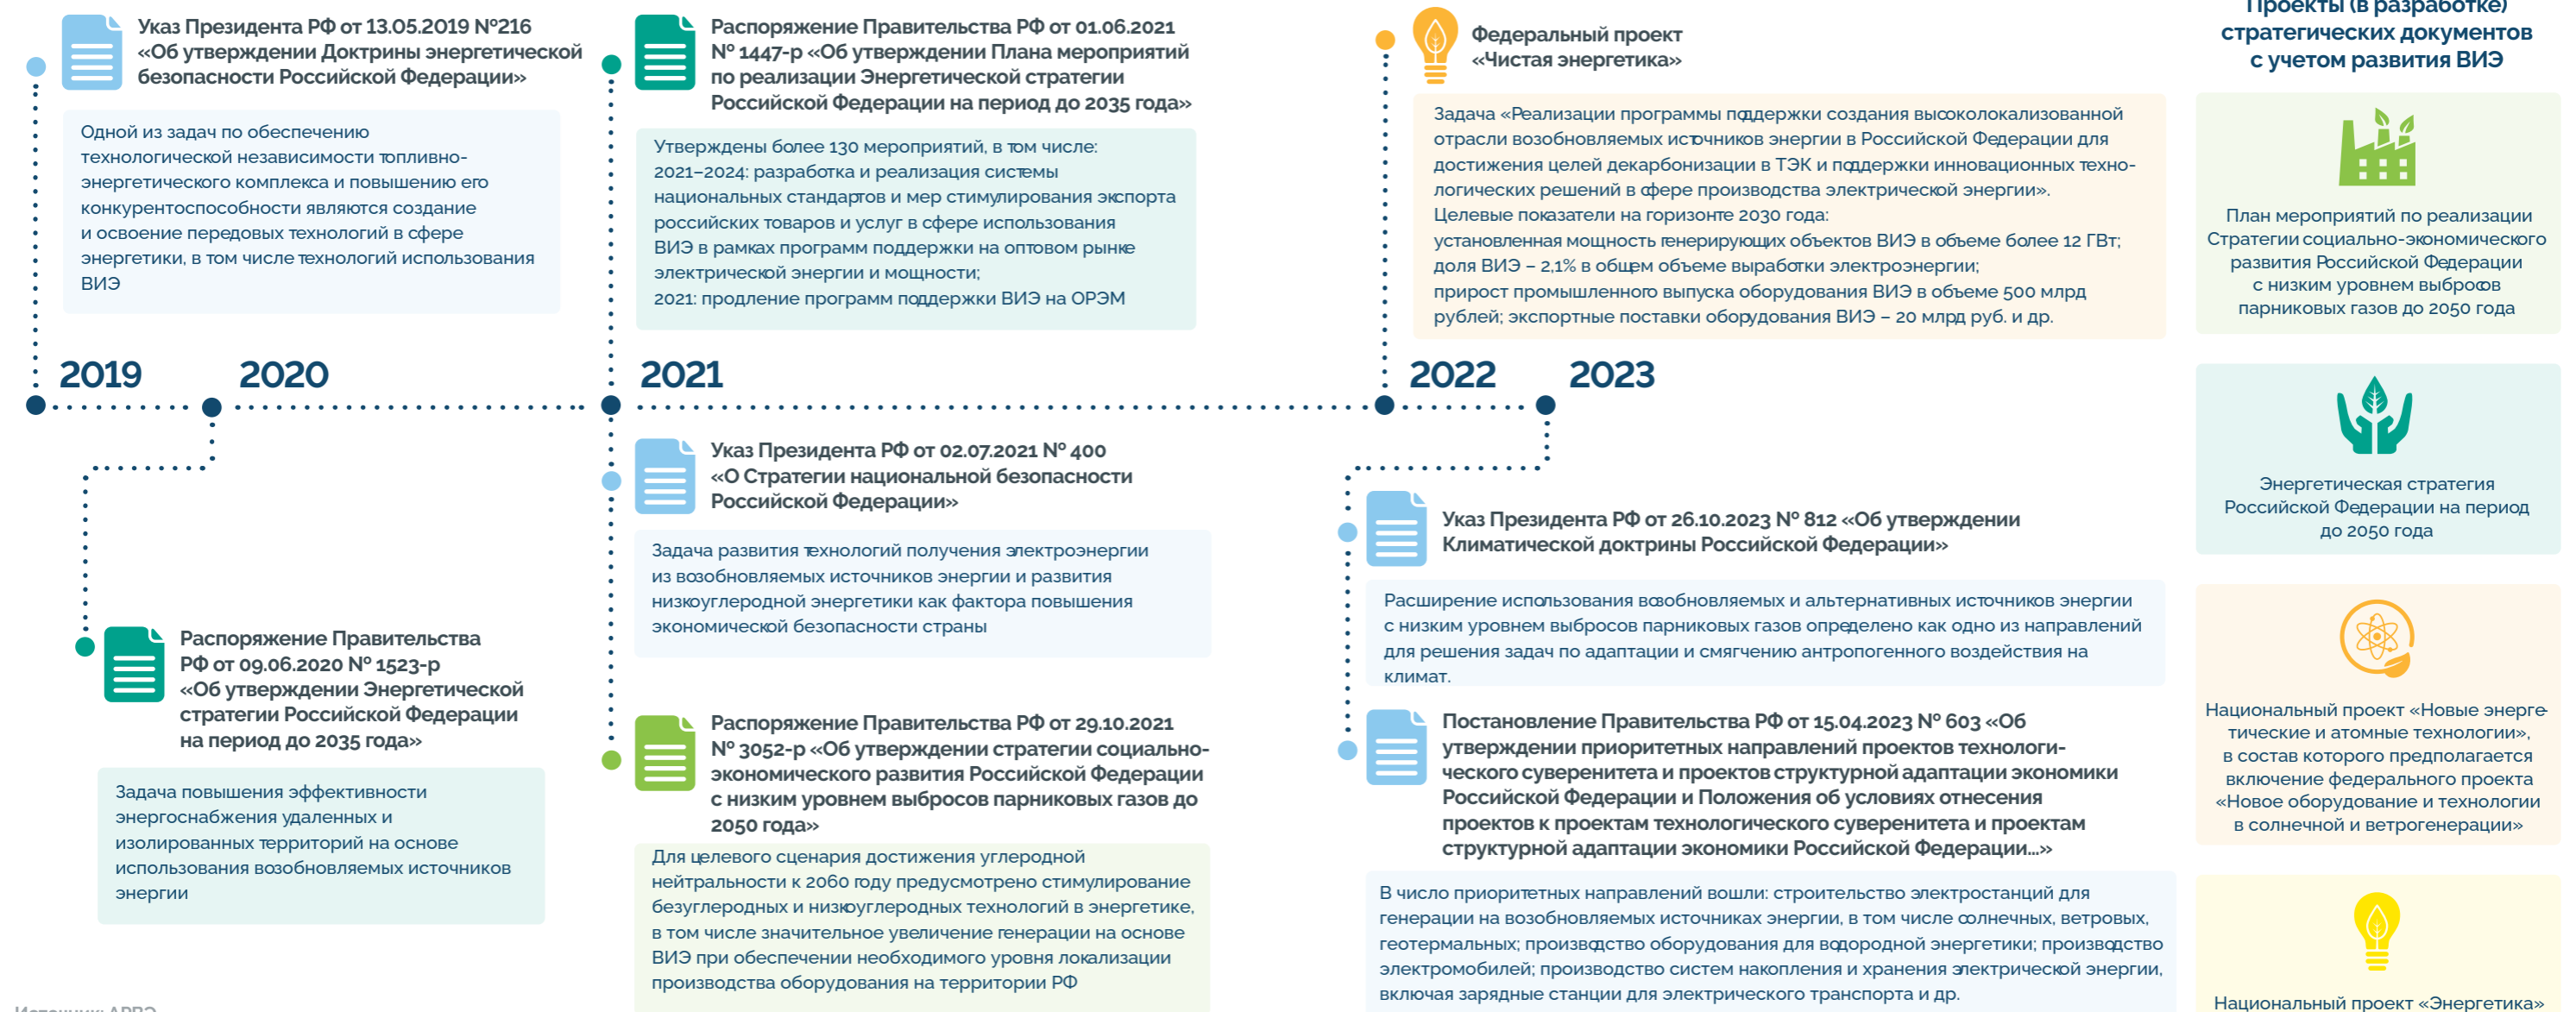 Указ Президента РФ от 13.05.2019 №216
«Об утверждении Доктрины энергетической
безопасности Российской Федерации»
Одной из задач по обеспечению
технологической независимости топливно-
энергетического комплекса и повышению его
конкурентоспособности являются создание
и освоение передовых технологий в сфере
энергетики, в том числе технологий использования
ВИЭ
Распоряжение Правительства РФ от 01.06.2021
№ 1447-р «Об утверждении Плана мероприятий
по реализации Энергетической стратегии
Российской Федерации на период до 2035 года»
Утверждены более 130 мероприятий, в том числе:
2021–2024: разработка и реализация системы
национальных стандартов и мер стимулирования экспорта
российских товаров и услуг в сфере использования
ВИЭ в рамках программ поддержки на оптовом рынке
электрической энергии и мощности;
2021: продление программ поддержки ВИЭ на ОРЭМ
Федеральный проект
«Чистая энергетика»
Задача «Реализации программы поддержки создания высоколокализованной
отрасли возобновляемых источников энергии в Российской Федерации для
достижения целей декарбонизации в ТЭК и поддержки инновационных техно-
логических решений в сфере производства электрической энергии».
Целевые показатели на горизонте 2030 года:
установленная мощность генерирующих объектов ВИЭ в объеме более 12 ГВт;
доля ВИЭ – 2,1% в общем объеме выработки электроэнергии;
прирост промышленного выпуска оборудования ВИЭ в объеме 500 млрд
рублей; экспортные поставки оборудования ВИЭ – 20 млрд руб. и др.
2019
2020
2021
2022
2023
Распоряжение Правительства
РФ от 09.06.2020 № 1523-р
«Об утверждении Энергетической
стратегии Российской Федерации
на период до 2035 года»
Задача повышения эффективности
энергоснабжения удаленных и
изолированных территорий на основе
использования возобновляемых источников
энергии
Указ Президента РФ от 02.07.2021 № 400
«О Стратегии национальной безопасности
Российской Федерации»
Задача развития технологий получения электроэнергии
из возобновляемых источников энергии и развития
низкоуглеродной энергетики как фактора повышения
экономической безопасности страны
Распоряжение Правительства РФ от 29.10.2021
№ 3052-р «Об утверждении стратегии социально-
экономического развития Российской Федерации
с низким уровнем выбросов парниковых газов до
2050 года»
Для целевого сценария достижения углеродной
нейтральности к 2060 году предусмотрено стимулирование
безуглеродных и низкоуглеродных технологий в энергетике,
в том числе значительное увеличение генерации на основе
ВИЭ при обеспечении необходимого уровня локализации
производства оборудования на территории РФ
Указ Президента РФ от 26.10.2023 № 812 «Об утверждении
Климатической доктрины Российской Федерации»
Расширение использования возобновляемых и альтернативных источников энергии
с низким уровнем выбросов парниковых газов определено как одно из направлений
для решения задач по адаптации и смягчению антропогенного воздействия на
климат.
Постановление Правительства РФ от 15.04.2023 № 603 «Об
утверждении приоритетных направлений проектов технологи-
ческого суверенитета и проектов структурной адаптации экономики
Российской Федерации и Положения об условиях отнесения
проектов к проектам технологического суверенитета и проектам
структурной адаптации экономики Российской Федерации...»
В число приоритетных направлений вошли: строительство электростанций для
генерации на возобновляемых источниках энергии, в том числе солнечных, ветровых,
геотермальных; производство оборудования для водородной энергетики; производство
электромобилей; производство систем накопления и хранения электрической энергии,
включая зарядные станции для электрического транспорта и др.
Проекты (в разработке)
стратегических документов
с учетом развития ВИЭ
План мероприятий по реализации
Стратегии социально-экономического
развития Российской Федерации
с низким уровнем выбросов
парниковых газов до 2050 года
Энергетическая стратегия
Российской Федерации на период
до 2050 года
Национальный проект «Новые энерге-
тические и атомные технологии»,
в состав которого предполагается
включение федерального проекта
«Новое оборудование и технологии
в солнечной и ветрогенерации»
Национальный проект «Энергетика»
Источник: АРВЭ